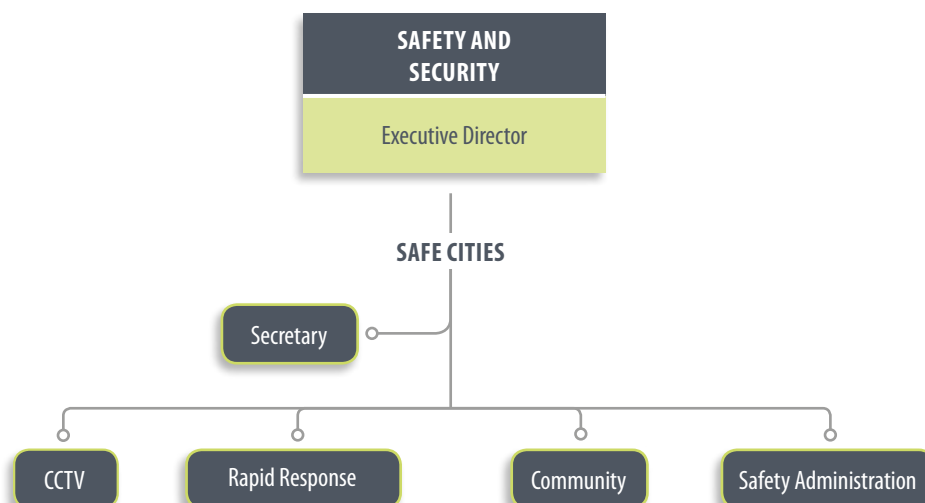 SAFETY AND
SECURITY
Executive Director
SAFE CITIES
Secretary
CCTV
Rapid Response
Community
Safety Administration